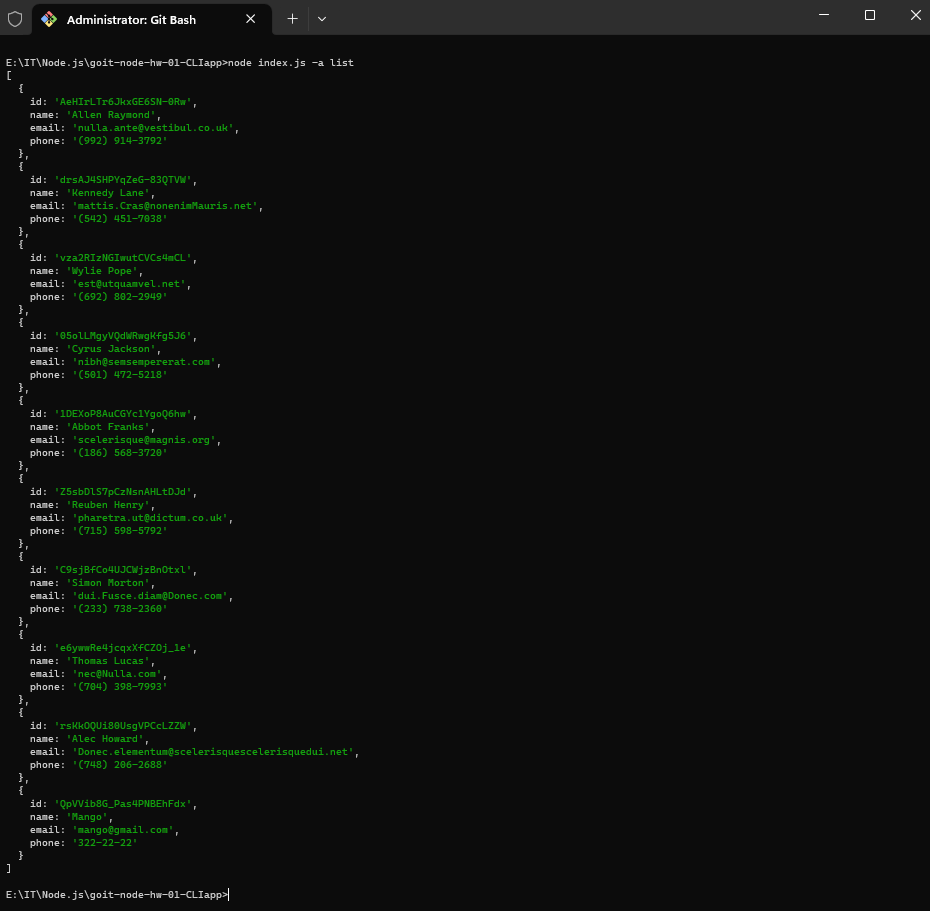 Administrator: Git Bash
E:\IT\Node.js\goit-node-hw-01-CLIapp>node index.js -a list
[
  {
    id: 'AeHIrLTr6JkxGE6SN-0Rw',
    name: 'Allen Raymond',
    email: 'nulla.ante@vestibul.co.uk',
    phone: '(992) 914-3792'
  },
  {
    id: 'drsAJ4SHPYqZeG-83QTVW',
    name: 'Kennedy Lane',
    email: 'mattis.Cras@nonenimMauris.net',
    phone: '(542) 451-7038'
  },
  {
    id: 'vza2RIzNGIwutCVCs4mCL',
    name: 'Wylie Pope',
    email: 'est@utquamvel.net',
    phone: '(692) 802-2949'
  },
  {
    id: '05olLMgyVQdWRwgKfg5J6',
    name: 'Cyrus Jackson',
    email: 'nibh@semsempererat.com',
    phone: '(501) 472-5218'
  },
  {
    id: '1DEXoP8AuCGYc1YgoQ6hw',
    name: 'Abbot Franks',
    email: 'scelerisque@magnis.org',
    phone: '(186) 568-3720'
  },
  {
    id: 'Z5sbDlS7pCzNsnAHLtDJd',
    name: 'Reuben Henry',
    email: 'pharetra.ut@dictum.co.uk',
    phone: '(715) 598-5792'
  },
  {
    id: 'C9sjBfCo4UJCWjzBnOtxl',
    name: 'Simon Morton',
    email: 'dui.Fusce.diam@Donec.com',
    phone: '(233) 738-2360'
  },
  {
    id: 'e6ywwRe4jcqxXfCZOj_1e',
    name: 'Thomas Lucas',
    email: 'nec@Nulla.com',
    phone: '(704) 398-7993'
  },
  {
    id: 'rsKkOQUi80UsgVPCcLZZW',
    name: 'Alec Howard',
    email: 'Donec.elementum@scelerisquescelerisquedui.net',
    phone: '(748) 206-2688'
  },
  {
    id: 'QpVVib8G_Pas4PNBEhFdx',
    name: 'Mango',
    email: 'mango@gmail.com',
    phone: '322-22-22'
  }
]
E:\IT\Node.js\goit-node-hw-01-CLIapp>